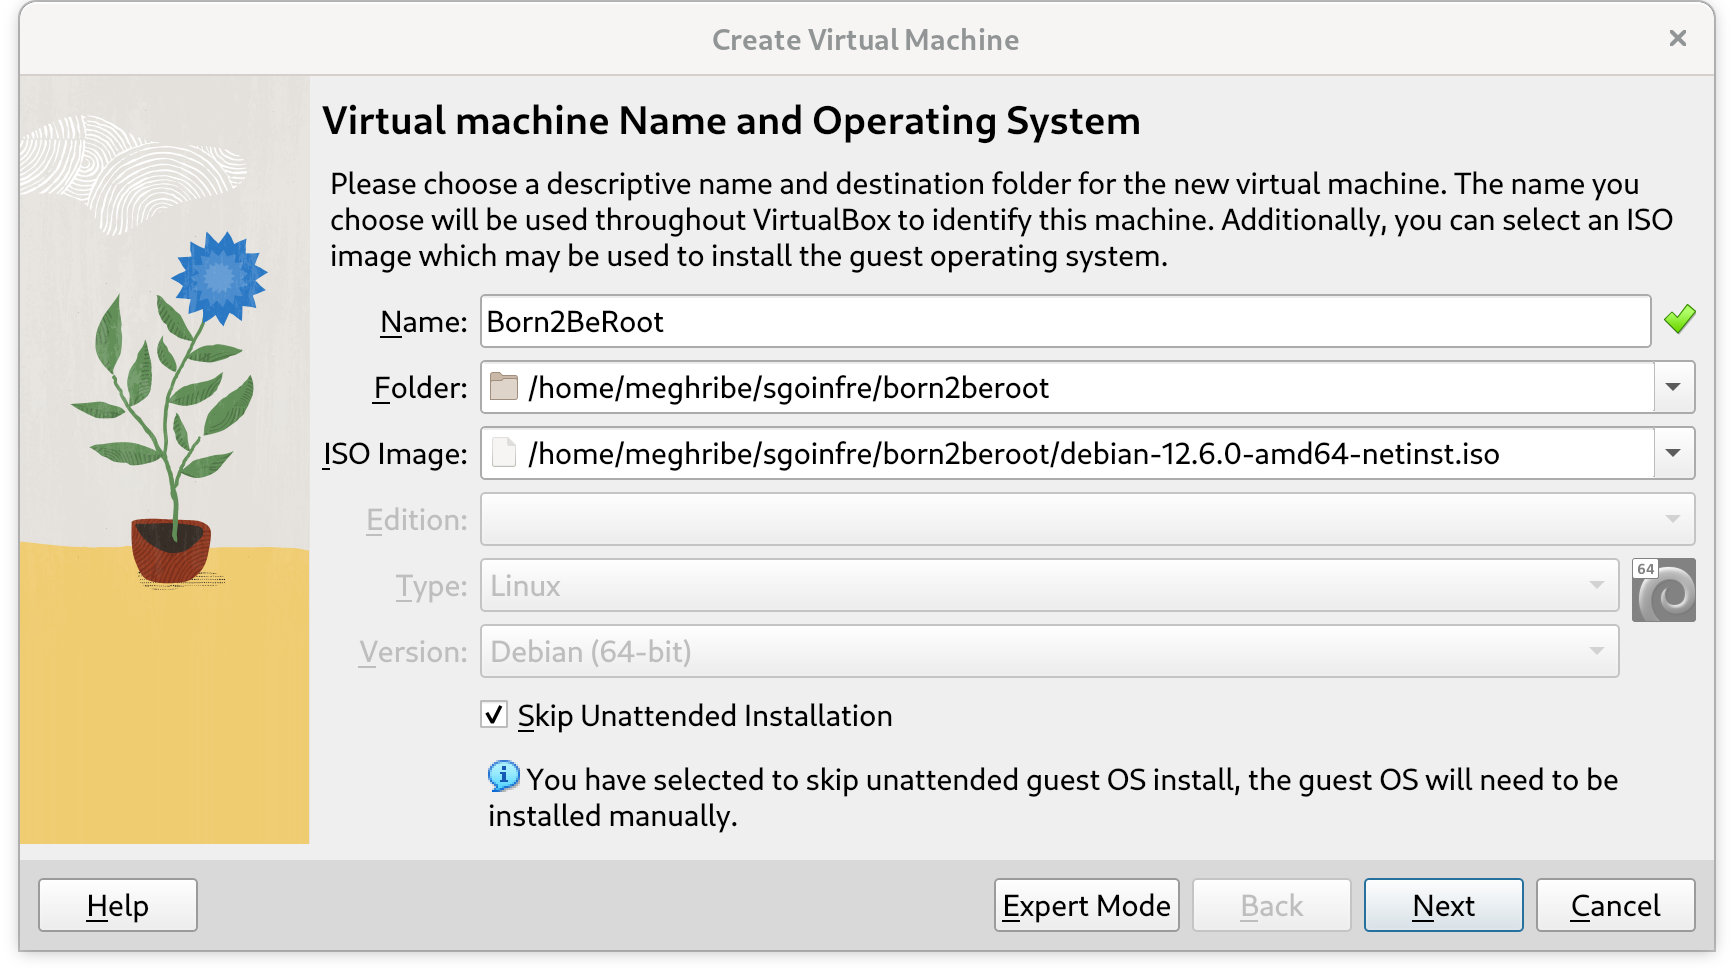 Create Virtual Machine
Virtual machine Name and Operating System
Please choose a descriptive name and destination folder for the new virtual machine. The name you
choose will be used throughout VirtualBox to identify this machine. Additionally, you can select an ISO
image which may be used to install the guest operating system.
Name: Born2BeRoot
Folder: /home/meghribe/sgoinfre/born2beroot
ISO Image: /home/meghribe/sgoinfre/born2beroot/debian-12.6.0-amd64-netinst.iso
Edition:
Type: Linux
64
Version: Debian (64-bit)
Skip Unattended Installation
You have selected to skip unattended guest OS install, the guest OS will need to be
installed manually.
Help Expert Mode Back Next Cancel